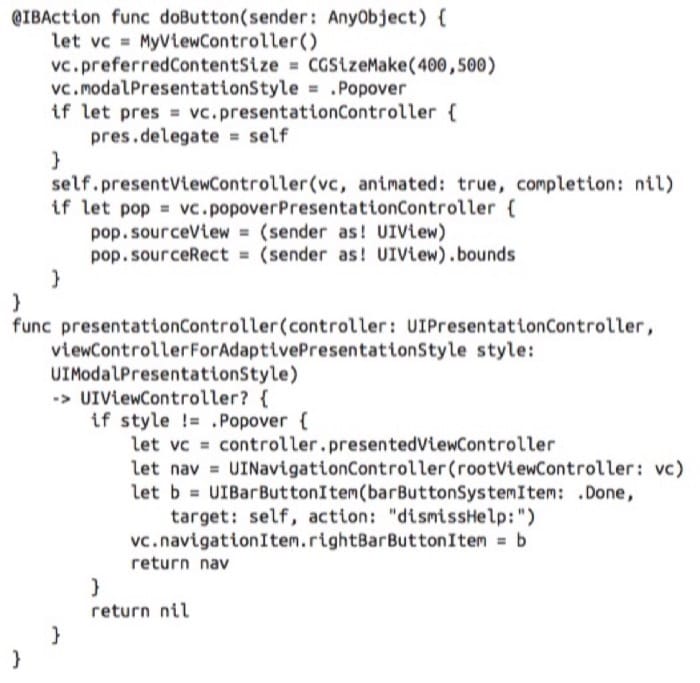 @IBAction func doButton(sender: AnyObject) {
    let vc = MyViewController()
    vc.preferredContentSize = CGSizeMake(400,500)
    vc.modalPresentationStyle = .Popover
    if let pres = vc.presentationController {
        pres.delegate = self
    }
    self.presentViewController(vc, animated: true, completion: nil)
    if let pop = vc.popoverPresentationController {
        pop.sourceView = (sender as! UIView)
        pop.sourceRect = (sender as! UIView).bounds
    }
}
func presentationController(controller: UIPresentationController,
    viewControllerForAdaptivePresentationStyle style:
    UIModalPresentationStyle)
    -> UIViewController? {
        if style != .Popover {
            let vc = controller.presentedViewController
            let nav = UINavigationController(rootViewController: vc)
            let b = UIBarButtonItem(barButtonSystemItem: .Done,
                target: self, action: "dismissHelp:")
            vc.navigationItem.rightBarButtonItem = b
            return nav
        }
        return nil
    }
}